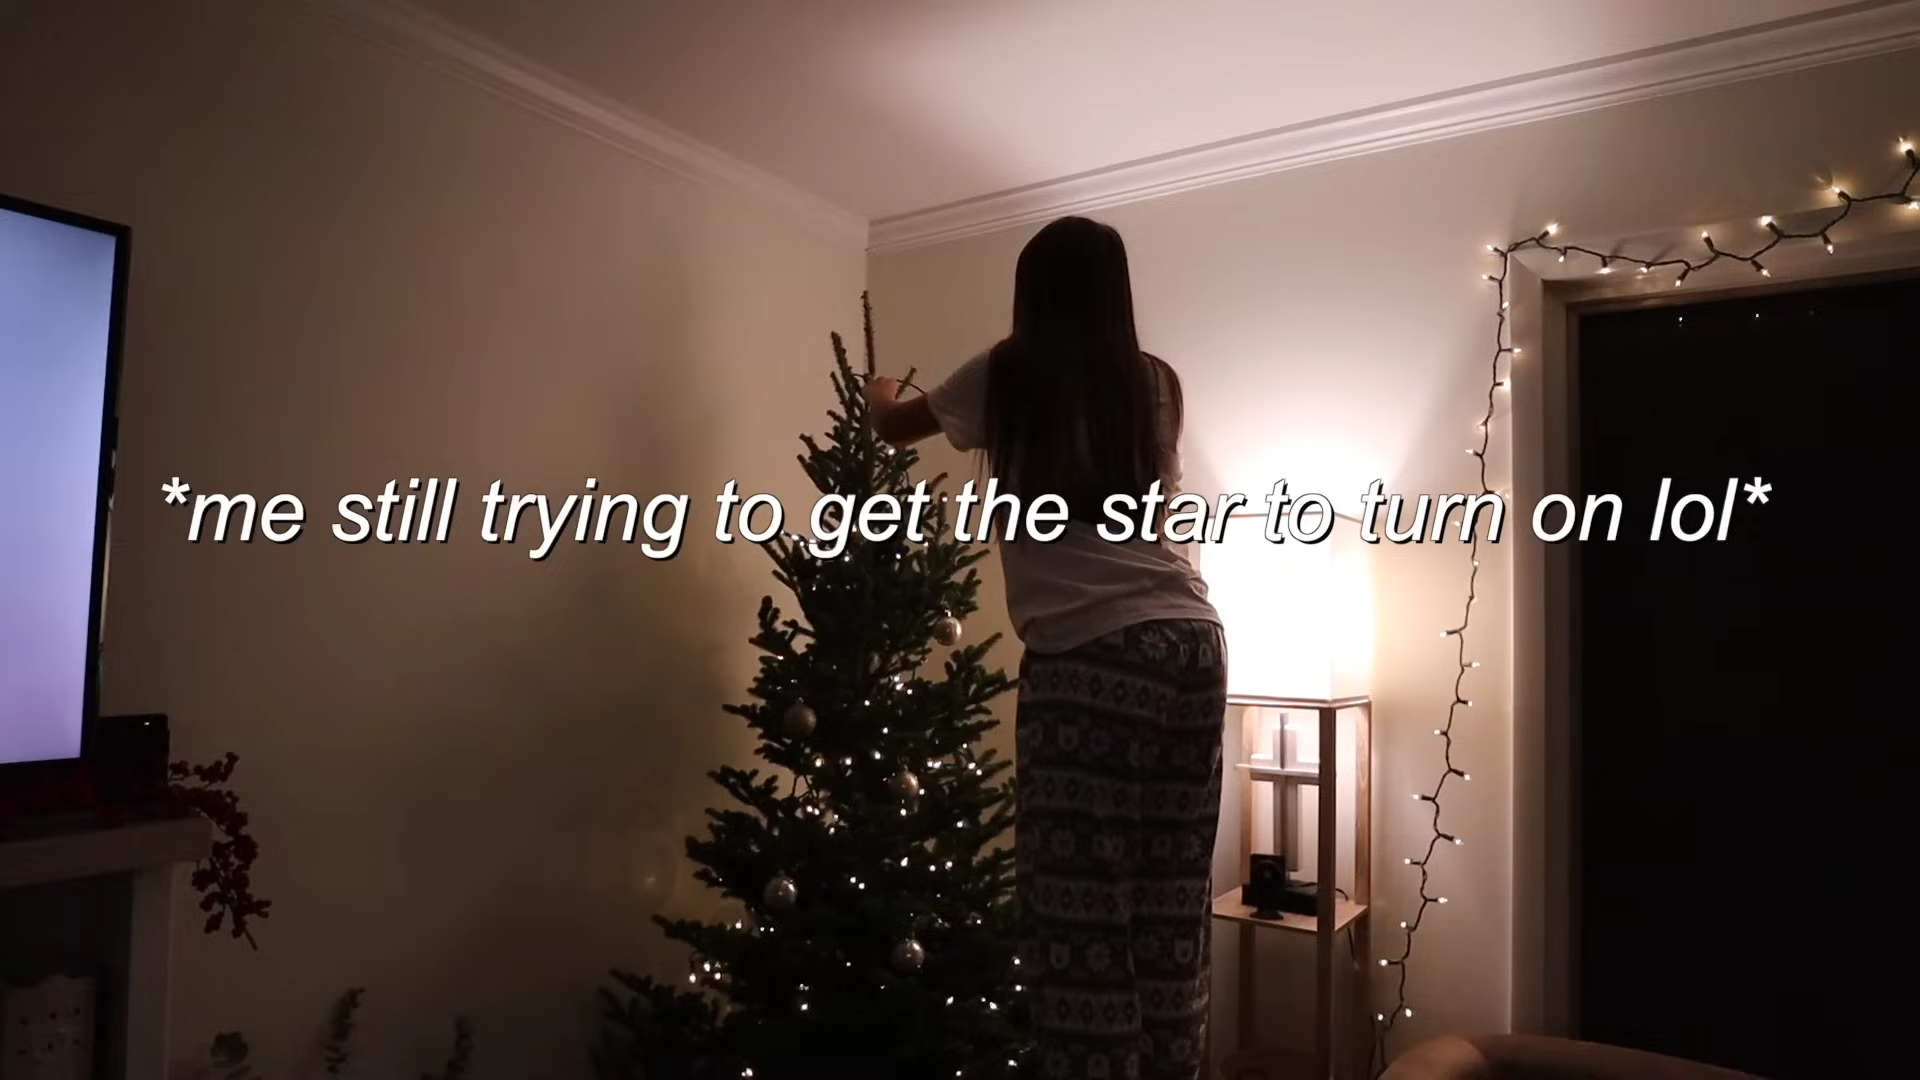 *me still trying to get the star to turn on lol*